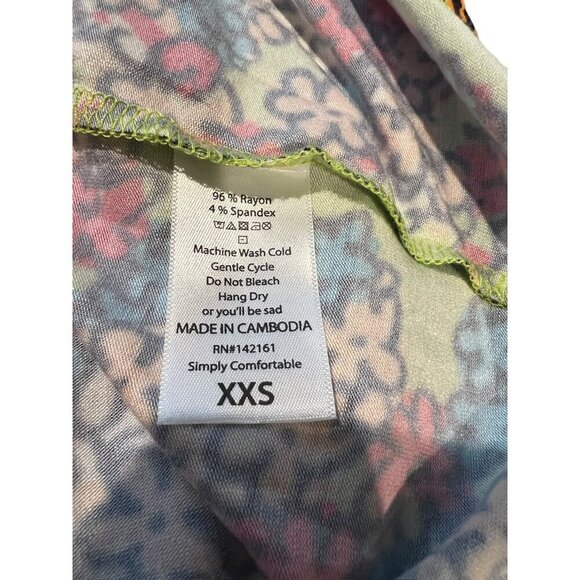 96 % Rayon
4 % Spandex
Machine Wash Cold
Gentle Cycle
Do Not Bleach
Hang Dry
or you'll be sad
MADE IN CAMBODIA
RN#142161
Simply Comfortable
XXS